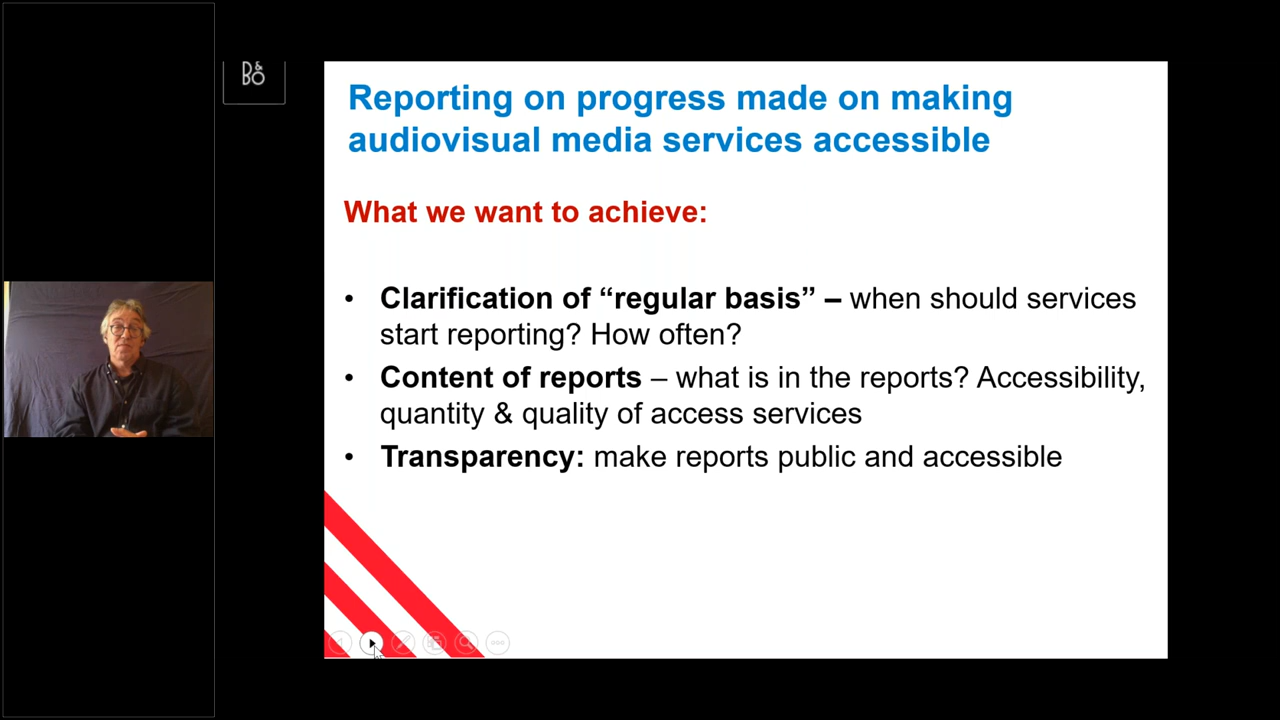 B&
BO
Reporting on progress made on making
audiovisual media services accessible
What we want to achieve:
• Clarification of “regular basis” – when should services
start reporting? How often?
• Content of reports – what is in the reports? Accessibility,
quantity & quality of access services
• Transparency: make reports public and accessible